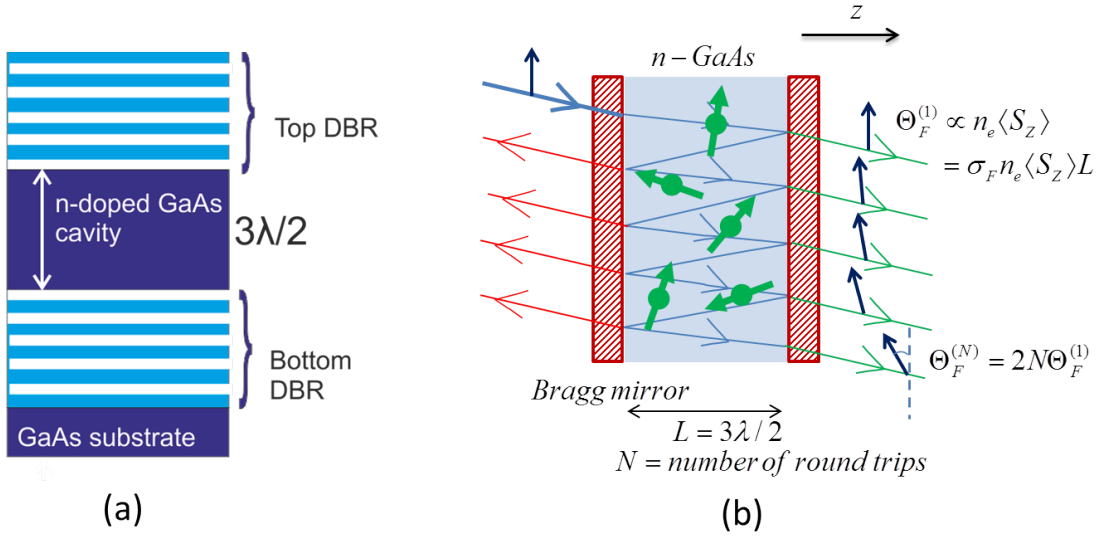 Top DBR
n-doped GaAs
cavity
3λ/2
Bottom
DBR
GaAs substrate
(a)
z
n − GaAs
Θ_F^(1) ∝ n_e⟨S_Z⟩
= σ_F n_e⟨S_Z⟩L
Θ_F^(N) = 2NΘ_F^(1)
Bragg mirror
L = 3λ / 2
N = number of round trips
(b)